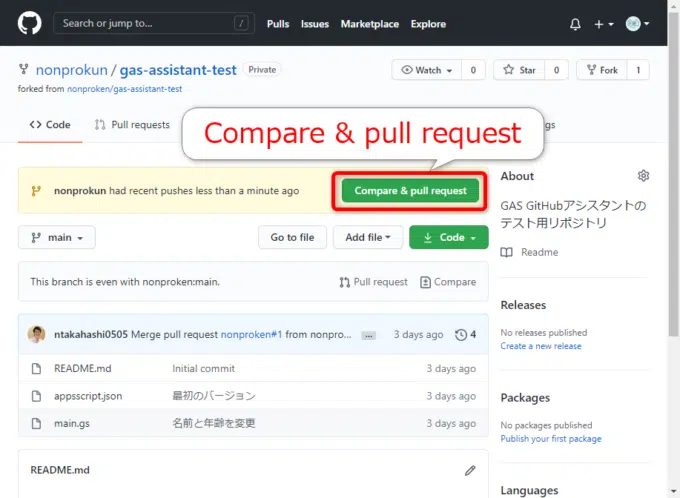 Search or jump to...
/
Pulls Issues Marketplace Explore
nonprokun / gas-assistant-test Private
forked from nonproken/gas-assistant-test
Watch 0
Star 0
Fork 1
Code
Pull requests
gs
Compare & pull request
nonprokun had recent pushes less than a minute ago
Compare & pull request
main
Go to file
Add file
Code
This branch is even with nonproken:main.
Pull request
Compare
ntakahashi0505 Merge pull request nonproken#1 from nonpro... ... 3 days ago 4
README.md Initial commit 3 days ago
appsscript.json 最初のバージョン 3 days ago
main.gs 名前と年齢を変更 3 days ago
README.md
About
GAS GitHubアシスタントの
テスト用リポジトリ
Readme
Releases
No releases published
Create a new release
Packages
No packages published
Publish your first package
Languages